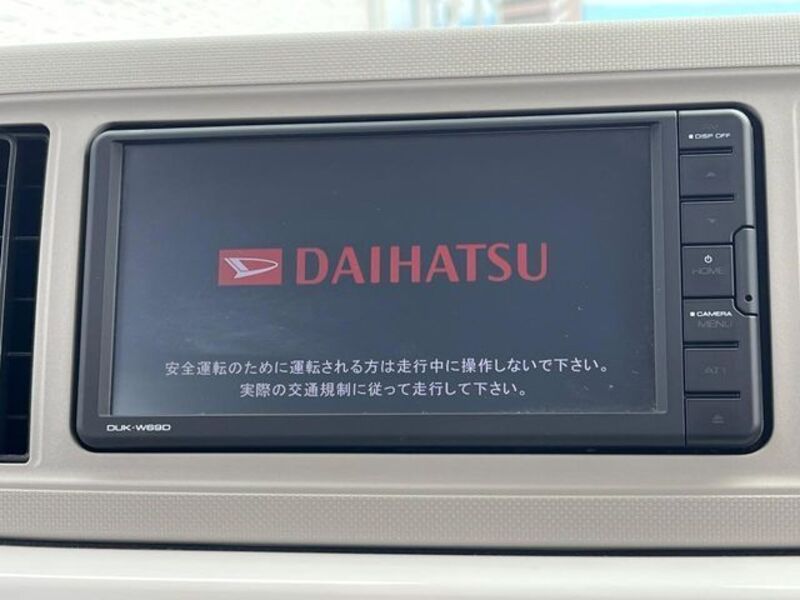 DISP OFF
DAIHATSU
HOME
CAMERA
MENU
安全運転のために運転される方は走行中に操作しないで下さい。
実際の交通規制に従って走行して下さい。
DUK-W69D